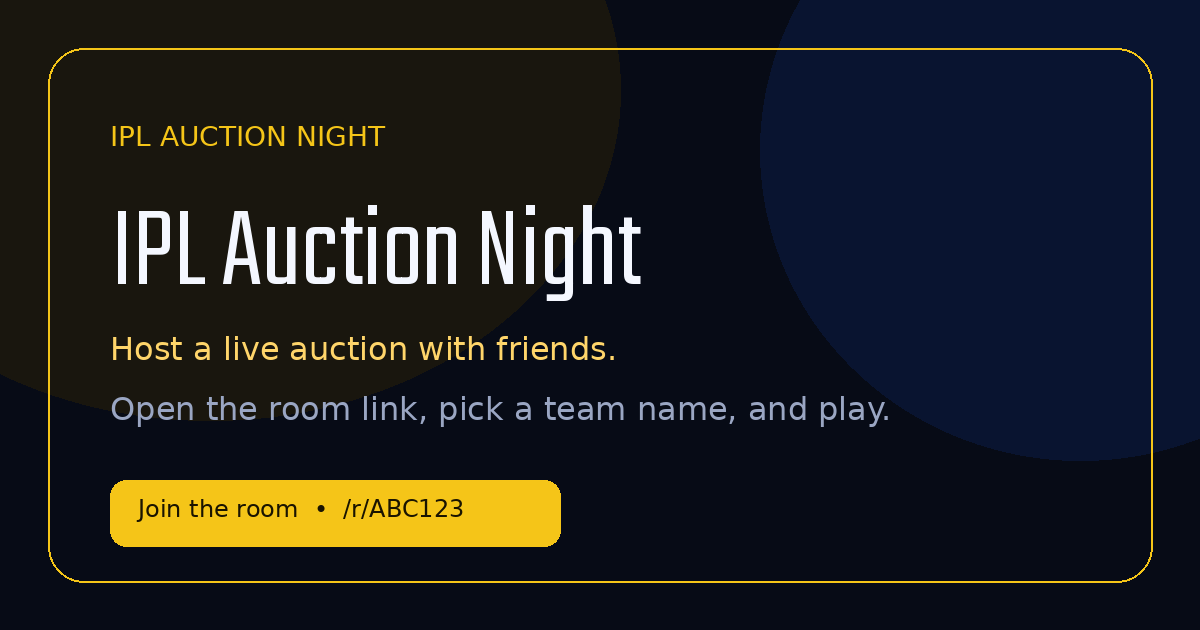 IPL AUCTION NIGHT
IPL Auction Night
Host a live auction with friends.
Open the room link, pick a team name, and play.
Join the room • /r/ABC123